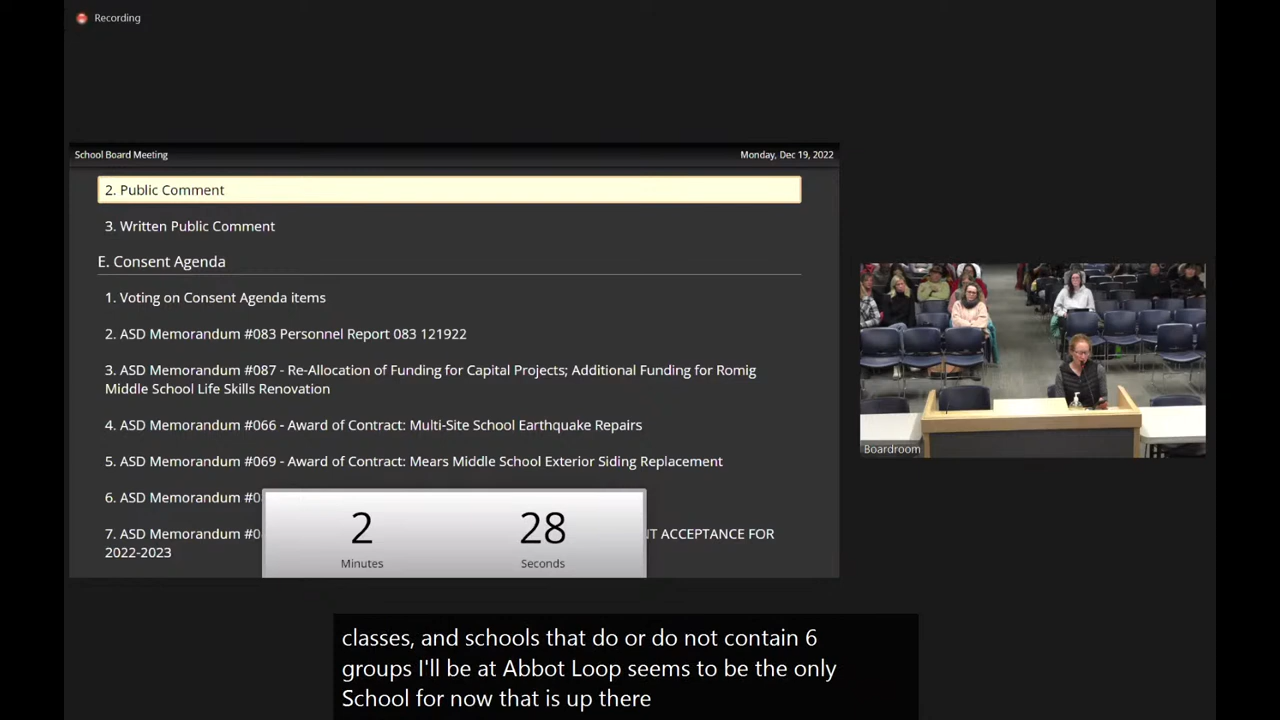 Recording
School Board Meeting
Monday, Dec 19, 2022
2. Public Comment
3. Written Public Comment
E. Consent Agenda
1. Voting on Consent Agenda items
2. ASD Memorandum #083 Personnel Report 083 121922
3. ASD Memorandum #087 - Re-Allocation of Funding for Capital Projects; Additional Funding for Romig
Middle School Life Skills Renovation
4. ASD Memorandum #066 - Award of Contract: Multi-Site School Earthquake Repairs
5. ASD Memorandum #069 - Award of Contract: Mears Middle School Exterior Siding Replacement
6. ASD Memorandum #0
7. ASD Memorandum #0 ACCEPTANCE FOR
2022-2023
2 28
Minutes Seconds
Boardroom
classes, and schools that do or do not contain 6
groups I'll be at Abbot Loop seems to be the only
School for now that is up there